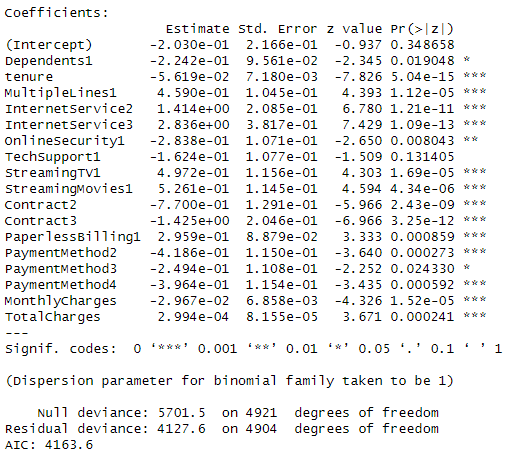 Coefficients:
Estimate Std. Error z value Pr(>|z|)
(Intercept) -2.030e-01 2.166e-01 -0.937 0.348658
Dependents1 -2.242e-01 9.561e-02 -2.345 0.019048 *
tenure -5.619e-02 7.180e-03 -7.826 5.04e-15 ***
MultipleLines1 4.590e-01 1.045e-01 4.393 1.12e-05 ***
InternetService2 1.414e+00 2.085e-01 6.780 1.21e-11 ***
InternetService3 2.836e+00 3.817e-01 7.429 1.09e-13 ***
OnlineSecurity1 -2.838e-01 1.071e-01 -2.650 0.008043 **
TechSupport1 -1.624e-01 1.077e-01 -1.509 0.131405
StreamingTV1 4.972e-01 1.156e-01 4.303 1.69e-05 ***
StreamingMovies1 5.261e-01 1.145e-01 4.594 4.34e-06 ***
Contract2 -7.700e-01 1.291e-01 -5.966 2.43e-09 ***
Contract3 -1.425e+00 2.046e-01 -6.966 3.25e-12 ***
PaperlessBilling1 2.959e-01 8.879e-02 3.333 0.000859 ***
PaymentMethod2 -4.186e-01 1.150e-01 -3.640 0.000273 ***
PaymentMethod3 -2.494e-01 1.108e-01 -2.252 0.024330 *
PaymentMethod4 -3.964e-01 1.154e-01 -3.435 0.000592 ***
MonthlyCharges -2.967e-02 6.858e-03 -4.326 1.52e-05 ***
TotalCharges 2.994e-04 8.155e-05 3.671 0.000241 ***
---
Signif. codes: 0 ‘***’ 0.001 ‘**’ 0.01 ‘*’ 0.05 ‘.’ 0.1 ‘ ’ 1
(Dispersion parameter for binomial family taken to be 1)
Null deviance: 5701.5 on 4921 degrees of freedom
Residual deviance: 4127.6 on 4904 degrees of freedom
AIC: 4163.6